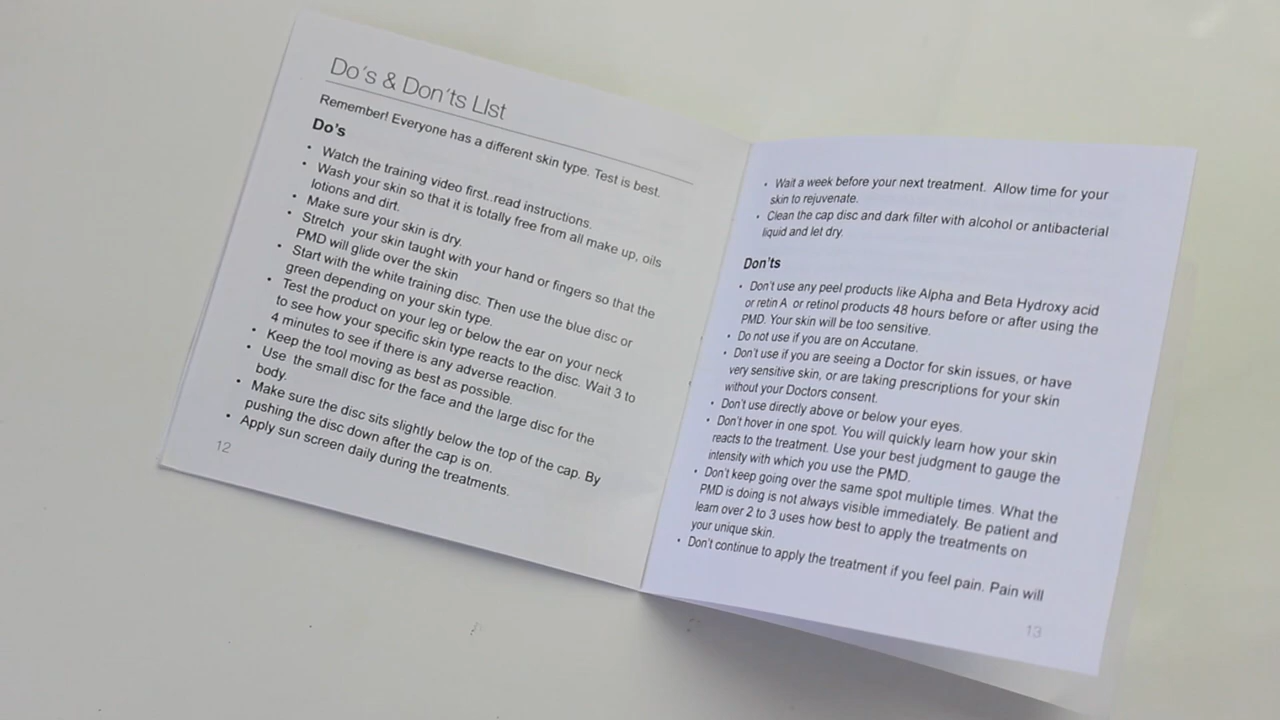 Do's & Don'ts LIst
Remember! Everyone has a different skin type. Test is best.
Do's
• Watch the training video first..read instructions.
• Wash your skin so that it is totally free from all make up, oils
lotions and dirt.
• Make sure your skin is dry.
• Stretch your skin taught with your hand or fingers so that the
PMD will glide over the skin
• Start with the white training disc. Then use the blue disc or
green depending on your skin type.
• Test the product on your leg or below the ear on your neck
to see how your specific skin type reacts to the disc. Wait 3 to
4 minutes to see if there is any adverse reaction.
• Keep the tool moving as best as possible.
• Use the small disc for the face and the large disc for the
body.
• Make sure the disc sits slightly below the top of the cap. By
pushing the disc down after the cap is on.
• Apply sun screen daily during the treatments.
12
• Wait a week before your next treatment. Allow time for your
skin to rejuvenate.
• Clean the cap disc and dark filter with alcohol or antibacterial
liquid and let dry.
Don'ts
• Don't use any peel products like Alpha and Beta Hydroxy acid
or retin A or retinol products 48 hours before or after using the
PMD. Your skin will be too sensitive.
• Do not use if you are on Accutane.
• Don't use if you are seeing a Doctor for skin issues, or have
very sensitive skin, or are taking prescriptions for your skin
without your Doctors consent.
• Don't use directly above or below your eyes.
• Don't hover in one spot. You will quickly learn how your skin
reacts to the treatment. Use your best judgment to gauge the
intensity with which you use the PMD.
• Don't keep going over the same spot multiple times. What the
PMD is doing is not always visible immediately. Be patient and
learn over 2 to 3 uses how best to apply the treatments on
your unique skin.
• Don't continue to apply the treatment if you feel pain. Pain will
13